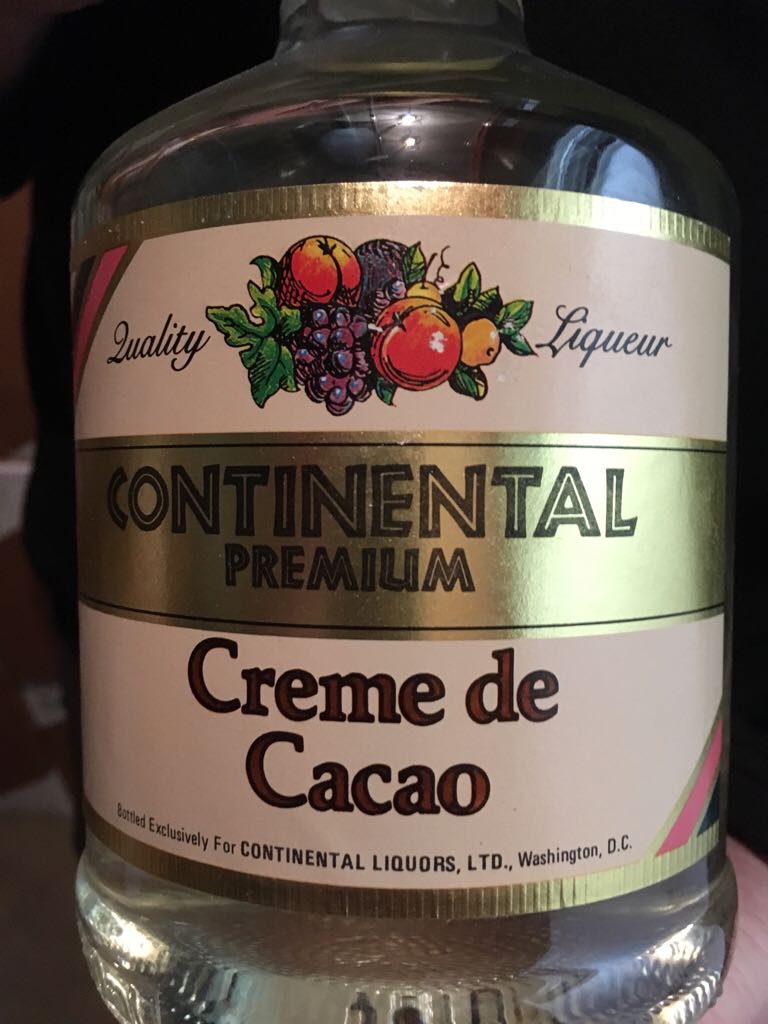 Quality Liqueur
CONTINENTAL
PREMIUM
Creme de
Cacao
Bottled Exclusively For CONTINENTAL LIQUORS, LTD., Washington, D.C.